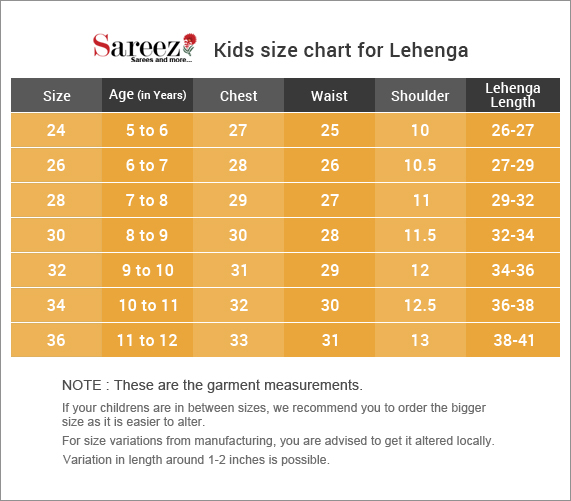 Sareez
Sarees and more...
Kids size chart for Lehenga
Size Age (in Years) Chest Waist Shoulder Lehenga Length
24 5 to 6 27 25 10 26-27
26 6 to 7 28 26 10.5 27-29
28 7 to 8 29 27 11 29-32
30 8 to 9 30 28 11.5 32-34
32 9 to 10 31 29 12 34-36
34 10 to 11 32 30 12.5 36-38
36 11 to 12 33 31 13 38-41
NOTE : These are the garment measurements.
If your childrens are in between sizes, we recommend you to order the bigger
size as it is easier to alter.
For size variations from manufacturing, you are advised to get it altered locally.
Variation in length around 1-2 inches is possible.